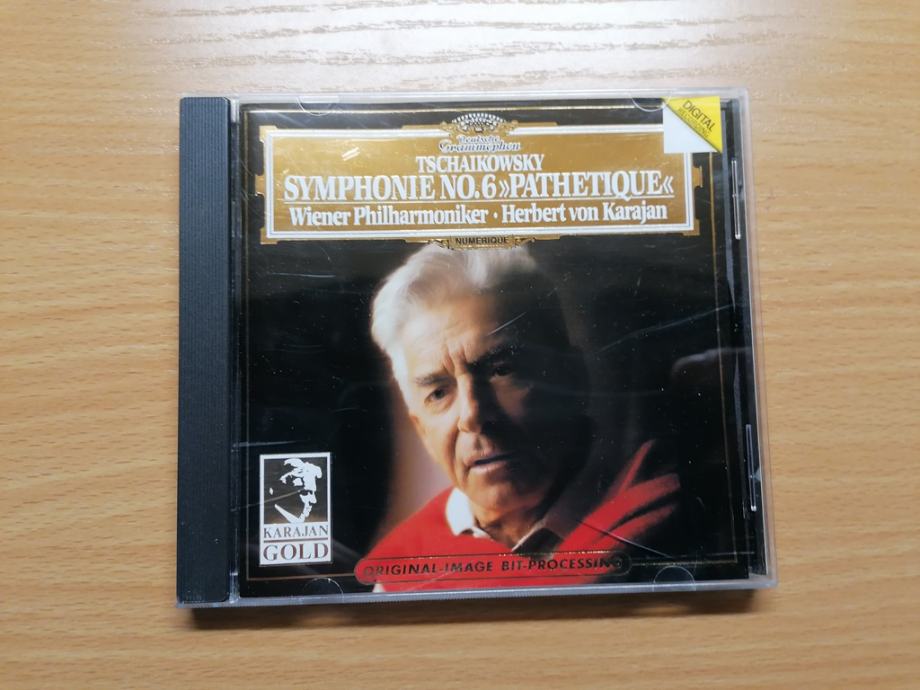 DIGITAL
RECORDING
Deutsche
Grammophon
TSCHAIKOWSKY
SYMPHONIE NO. 6 »PATHETIQUE«
Wiener Philharmoniker · Herbert von Karajan
NUMERIQUE
KARAJAN
GOLD
ORIGINAL-IMAGE BIT-PROCESSING